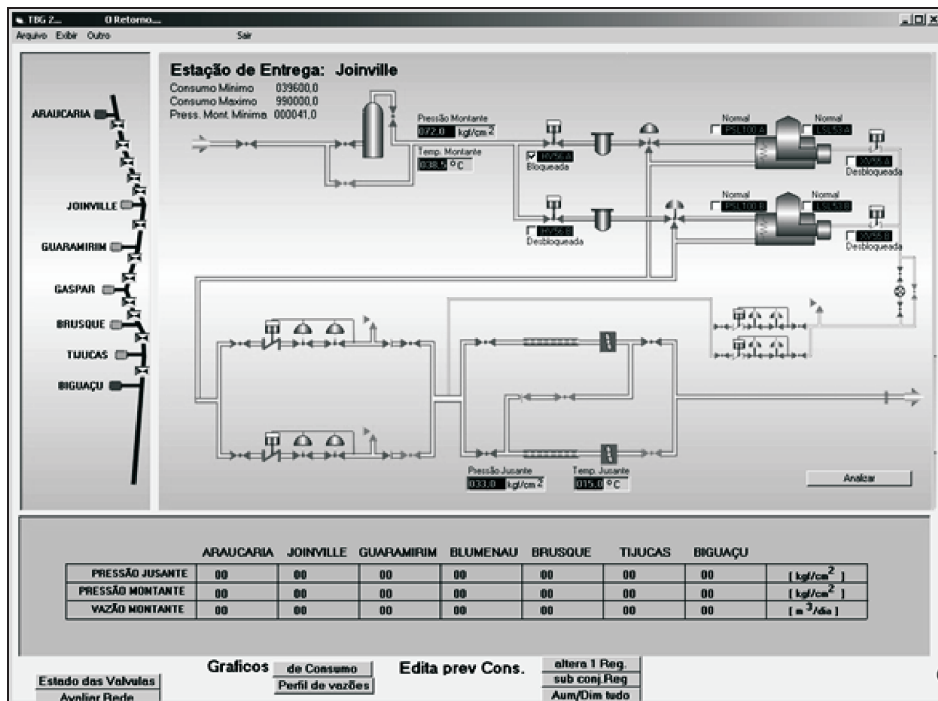 TBG 2... O Retorno....
Arquivo Exibir Outro Sair
Estação de Entrega: Joinville
Consumo Minimo 039600,0
Consumo Maximo 990000,0
Press. Mont. Minima 000041,0
ARAUCARIA
JOINVILLE
GUARAMIRIM
GASPAR
BRUSQUE
TIJUCAS
BIGUAÇU
Pressão Montante
072.0 kgf/cm2
Temp. Montante
038.5 °C
Bloqueada
Desbloqueada
Normal
PSL100 A
Normal
LSL53 A
Desbloqueada
Normal
PSL100 B
Normal
LSL53 B
Desbloqueada
Pressão Jusante
033.0 kgf/cm2
Temp. Jusante
015.0 °C
Analizar
ARAUCARIA JOINVILLE GUARAMIRIM BLUMENAU BRUSQUE TIJUCAS BIGUAÇU
PRESSÃO JUSANTE 00 00 00 00 00 00 00 [ kgf/cm2 ]
PRESSÃO MONTANTE 00 00 00 00 00 00 00 [ kgf/cm2 ]
VAZÃO MONTANTE 00 00 00 00 00 00 00 [ m3/dia ]
Graficos
de Consumo
Perfil de vazões
Edita prev Cons.
altera 1 Reg.
sub conj.Reg
Aum/Dim tudo
Estado das Valvulas
Avaliar Rede